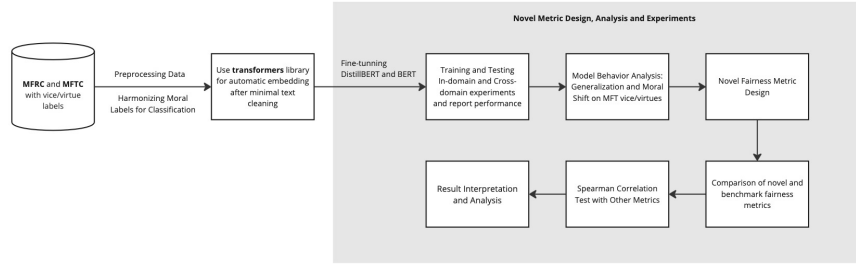 Novel Metric Design, Analysis and Experiments
MFRC and MFTC
with vice/virtue
labels
Preprocessing Data
Harmonizing Moral
Labels for Classification
Use transformers library
for automatic embedding
after minimal text
cleaning
Fine-tunning
DistillBERT and BERT
Training and Testing
In-domain and Cross-
domain experiments
and report performance
Model Behavior Analysis:
Generalization and Moral
Shift on MFT vice/virtues
Novel Fairness Metric
Design
Comparison of novel and
benchmark fairness
metrics
Spearman Correlation
Test with Other Metrics
Result Interpretation
and Analysis